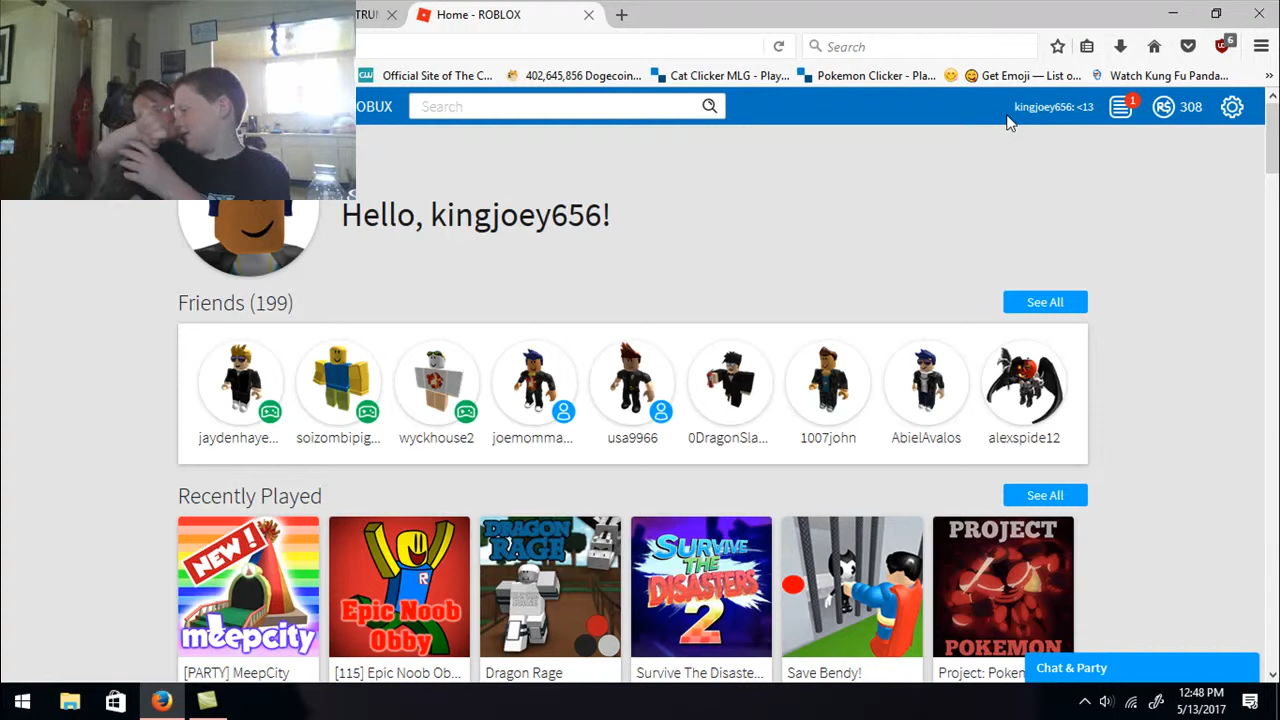 TRU
Home - ROBLOX
Search
Official Site of The C...
402,645,856 Dogecoin...
Cat Clicker MLG - Play...
Pokemon Clicker - Pla...
Get Emoji — List o...
Watch Kung Fu Panda...
6
OBUX
Search
kingjoey656: <13
1
R$ 308
Hello, kingjoey656!
Friends (199)
See All
jaydenhaye...
soizombipig...
wyckhouse2
joemomma...
usa9966
0DragonSla...
1007john
AbielAvalos
alexspide12
Recently Played
See All
NEW!
meepcity
R
Epic Noob
Obby
DRAGON
RAGE
SURVIVE
THE
DISASTERS
2
PROJECT
POKEMON
[PARTY] MeepCity
[115] Epic Noob Ob...
Dragon Rage
Survive The Disaste...
Save Bendy!
Project: Poken
Chat & Party
12:48 PM
5/13/2017